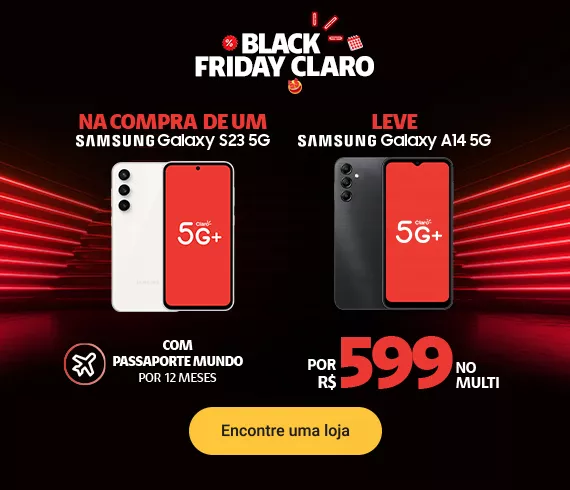 BLACK
FRIDAY CLARO
NA COMPRA DE UM
SAMSUNG Galaxy S23 5G
LEVE
SAMSUNG Galaxy A14 5G
Claro
5G+
Claro
5G+
COM
PASSAPORTE MUNDO
POR 12 MESES
POR
R$ 599 NO
MULTI
Encontre uma loja